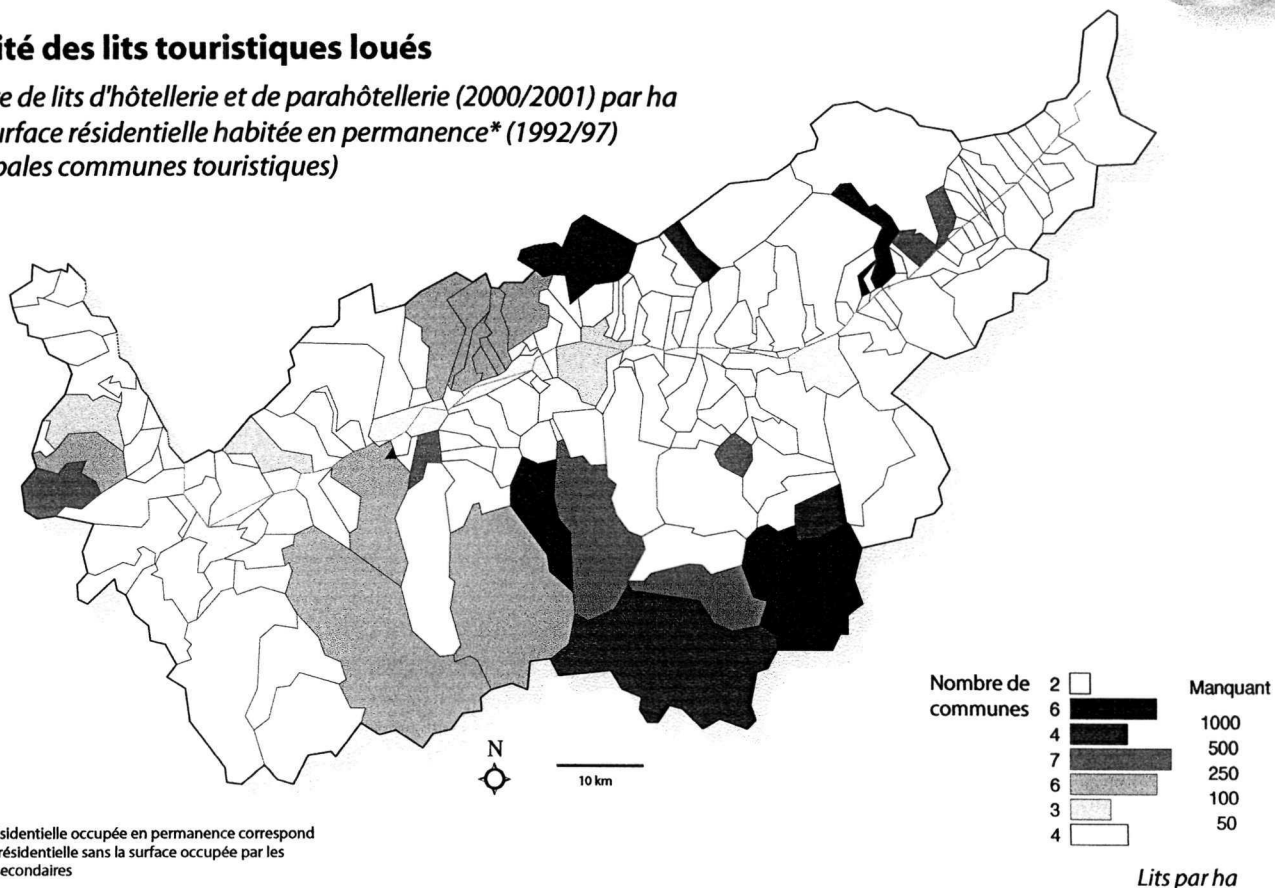 ité des lits touristiques loués
e de lits d'hôtellerie et de parahôtellerie (2000/2001) par ha
urface résidentielle habitée en permanence* (1992/97)
pales communes touristiques)
N
10 km
Nombre de communes
2 Manquant
6
1000
4
500
7
250
6
100
3
50
4
Lits par ha
sidentielle occupée en permanence correspond
résidentielle sans la surface occupée par les
econdaires